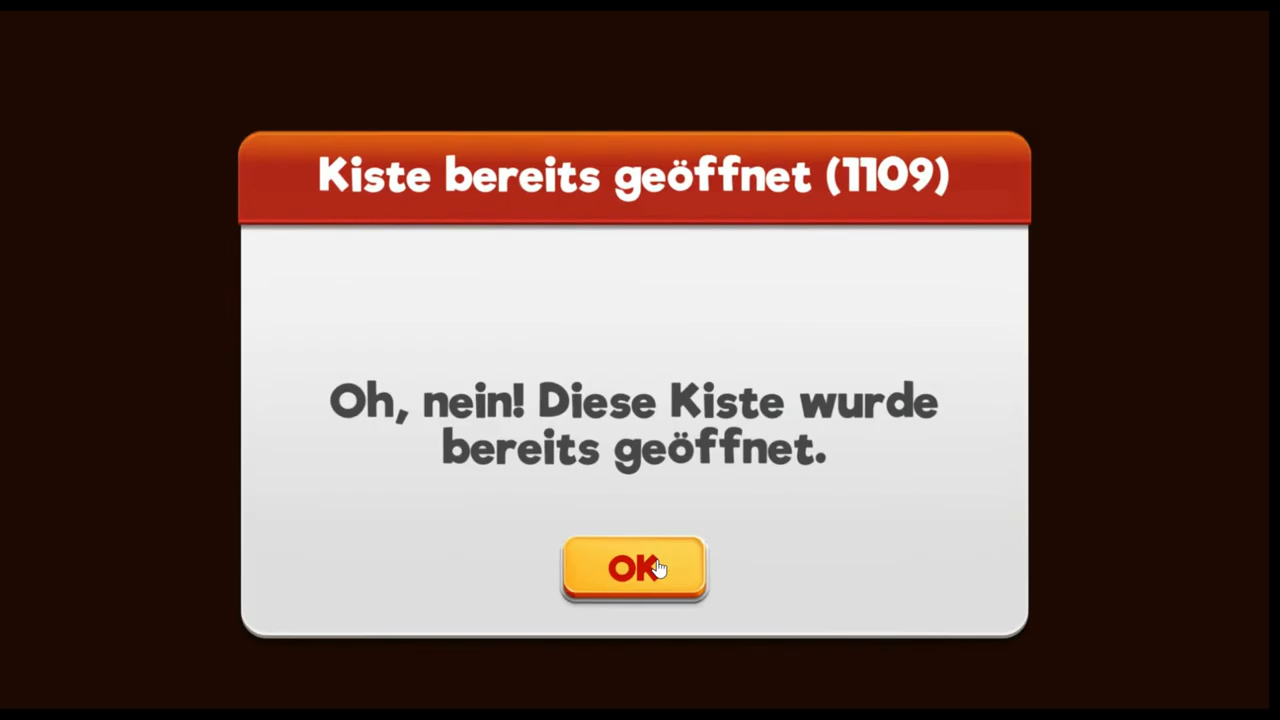 Kiste bereits geöffnet (1109)
Oh, nein! Diese Kiste wurde
bereits geöffnet.
OK